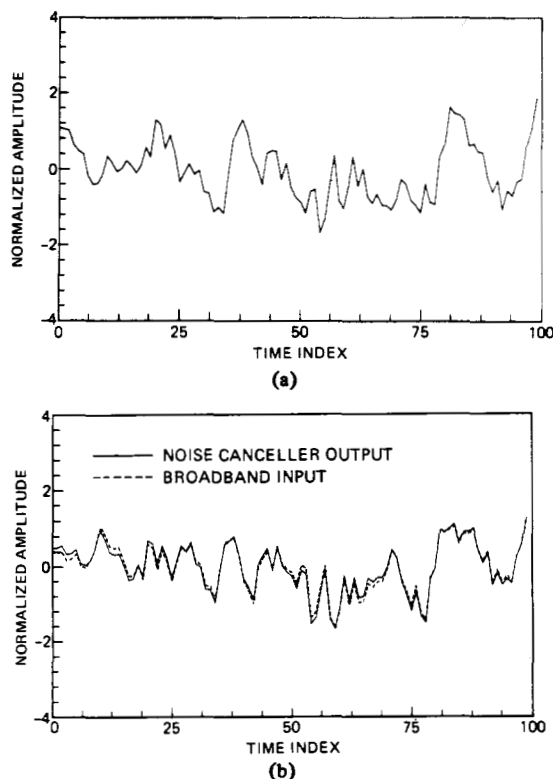 4
2
0
-2
-4
NORMALIZED AMPLITUDE
0
25
50
75
100
TIME INDEX
(a)
4
2
0
-2
-4
NORMALIZED AMPLITUDE
NOISE CANCELLER OUTPUT
BROADBAND INPUT
0
25
50
75
100
TIME INDEX
(b)